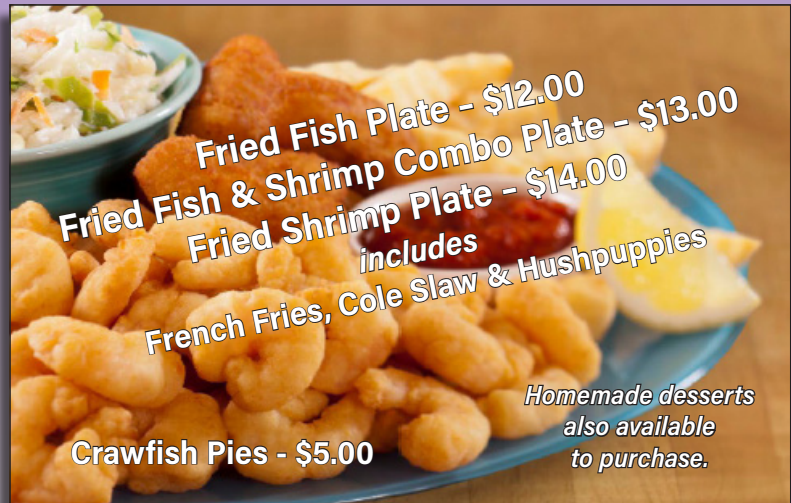 Fried Fish Plate – $12.00
Fried Fish & Shrimp Combo Plate – $13.00
Fried Shrimp Plate – $14.00
includes
French Fries, Cole Slaw & Hushpuppies
Crawfish Pies - $5.00
Homemade desserts
also available
to purchase.